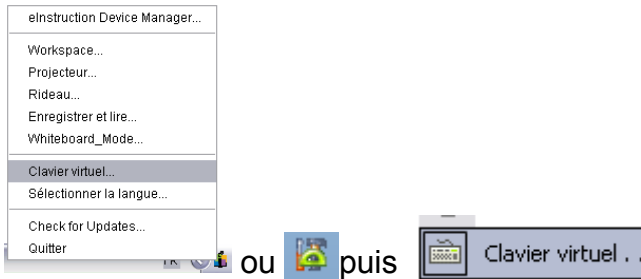 eInstruction Device Manager...
Workspace...
Projecteur...
Rideau...
Enregistrer et lire...
Whiteboard_Mode...
Clavier virtuel...
Sélectionner la langue...
Check for Updates...
Quitter
ou puis Clavier virtuel .